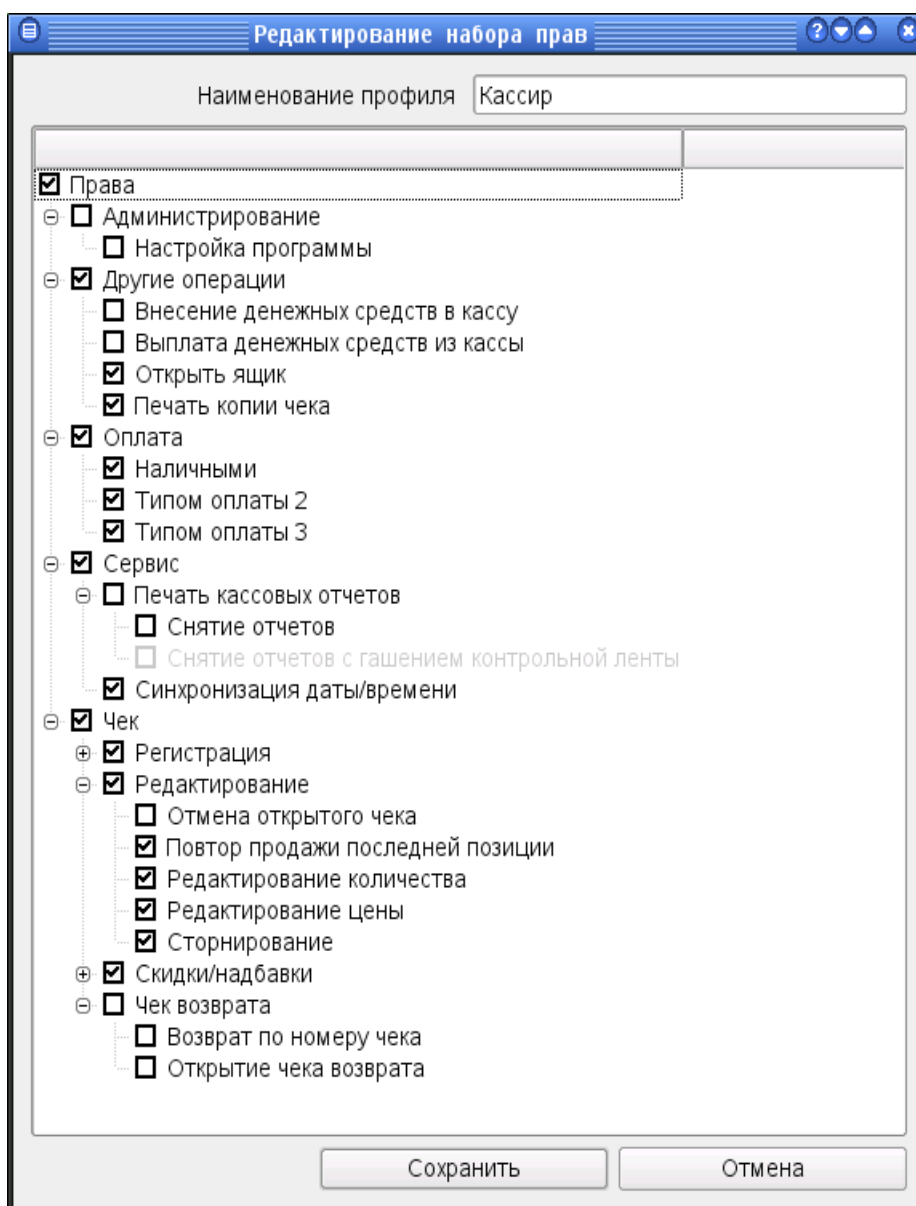 Редактирование набора прав
Наименование профиля Кассир
Права
Администрирование
Настройка программы
Другие операции
Внесение денежных средств в кассу
Выплата денежных средств из кассы
Открыть ящик
Печать копии чека
Оплата
Наличными
Типом оплаты 2
Типом оплаты 3
Сервис
Печать кассовых отчетов
Снятие отчетов
Снятие отчетов с гашением контрольной ленты
Синхронизация даты/времени
Чек
Регистрация
Редактирование
Отмена открытого чека
Повтор продажи последней позиции
Редактирование количества
Редактирование цены
Сторнирование
Скидки/надбавки
Чек возврата
Возврат по номеру чека
Открытие чека возврата
Сохранить Отмена